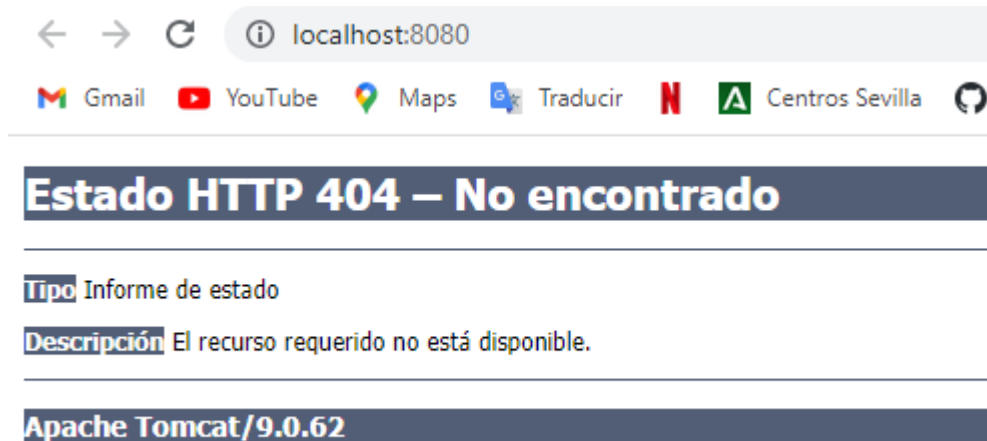 localhost:8080
Gmail YouTube Maps Traducir Centros Sevilla
Estado HTTP 404 – No encontrado
Tipo Informe de estado
Descripción El recurso requerido no está disponible.
Apache Tomcat/9.0.62